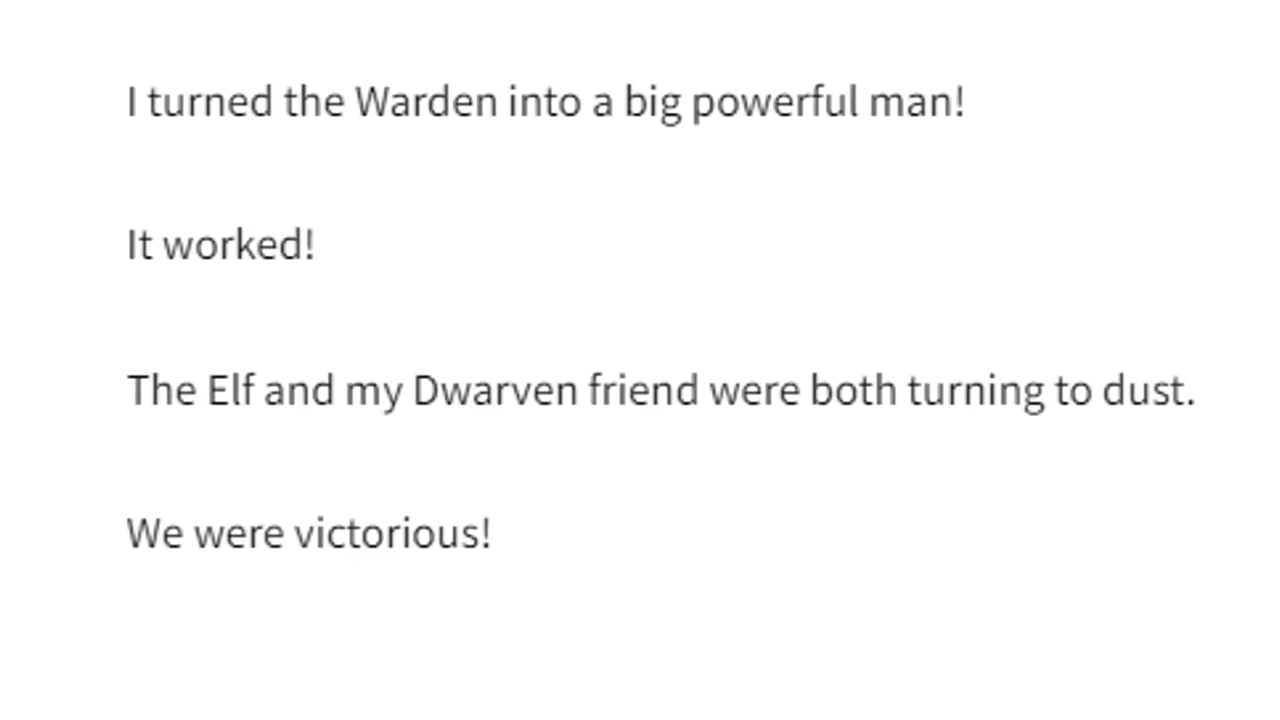 I turned the Warden into a big powerful man!
It worked!
The Elf and my Dwarven friend were both turning to dust.
We were victorious!